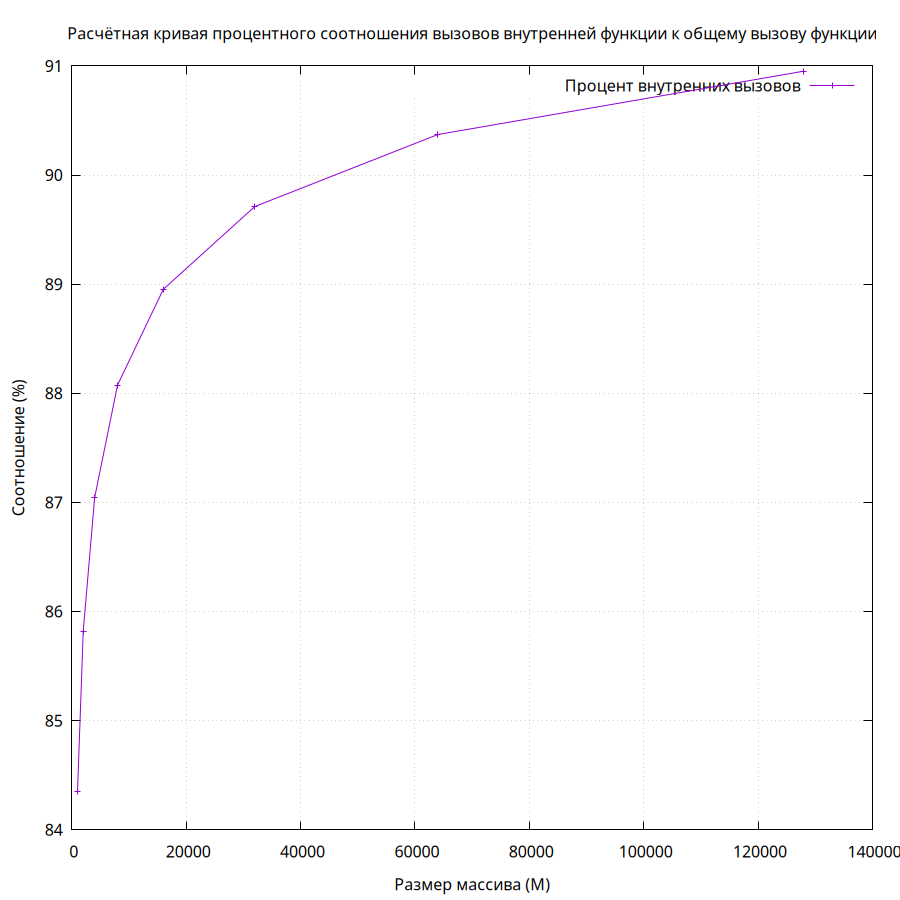 Расчётная кривая процентного соотношения вызовов внутренней функции к общему вызову функции
Процент внутренних вызовов
91
90
89
88
87
86
85
84
Соотношение (%)
0 20000 40000 60000 80000 100000 120000 140000
Размер массива (M)